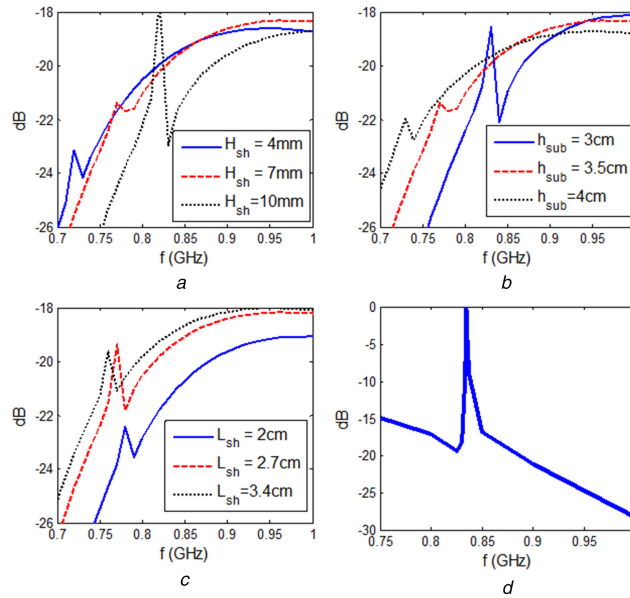 -18
-20
-22
-24
-26
dB
0.7 0.75 0.8 0.85 0.9 0.95 1
f (GHz)
H_sh = 4mm
H_sh = 7mm
H_sh=10mm
a
-18
-20
-22
-24
-26
dB
0.7 0.75 0.8 0.85 0.9 0.95
f (GHz)
h_sub = 3cm
h_sub = 3.5cm
h_sub = 4cm
b
-18
-20
-22
-24
-26
dB
0.7 0.75 0.8 0.85 0.9 0.95 1
f (GHz)
L_sh = 2cm
L_sh = 2.7cm
L_sh=3.4cm
c
0
-5
-10
-15
-20
-25
-30
dB
0.75 0.8 0.85 0.9 0.95
f (GHz)
d